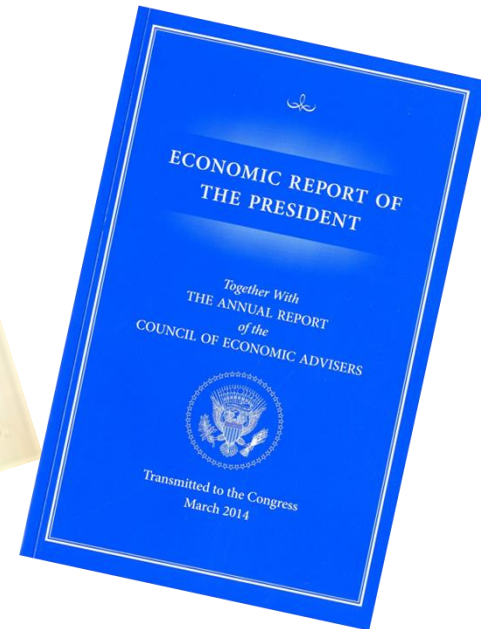 ECONOMIC REPORT OF
THE PRESIDENT
Together With
THE ANNUAL REPORT
of the
COUNCIL OF ECONOMIC ADVISERS
Transmitted to the Congress
March 2014